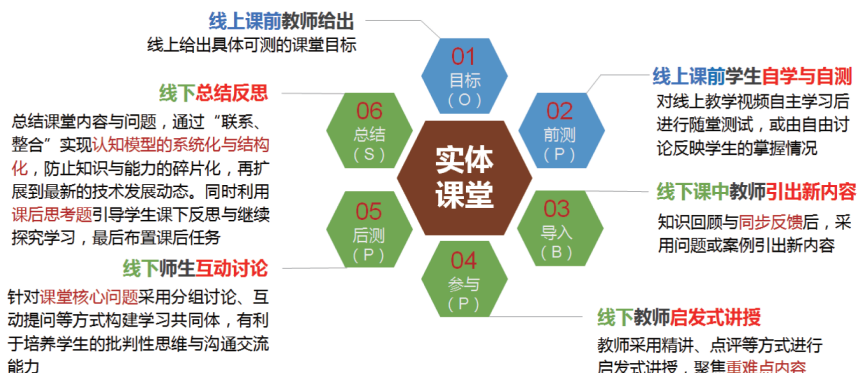 线上课前教师给出
线上给出具体可测的课堂目标
01
目标
(O)
线上课前学生自学与自测
对线上教学视频自主学习后
进行随堂测试，或由自由讨
论反映学生的掌握情况
02
前测
(P)
线下课中教师引出新内容
知识回顾与同步反馈后，采
用问题或案例引出新内容
03
导入
(B)
线下教师启发式讲授
教师采用精讲、点评等方式进行
启发式讲授，聚焦重难点内容
04
参与
(P)
线下师生互动讨论
针对课堂核心问题采用分组讨论、互
动提问等方式构建学习共同体，有利
于培养学生的批判性思维与沟通交流
能力
05
后测
(P)
线下总结反思
总结课堂内容与问题，通过“联系、
整合”实现认知模型的系统化与结构
化，防止知识与能力的碎片化，再扩
展到最新的技术发展动态。同时利用
课后思考题引导学生课下反思与继续
探究学习，最后布置课后任务
06
总结
(S)
实体
课堂